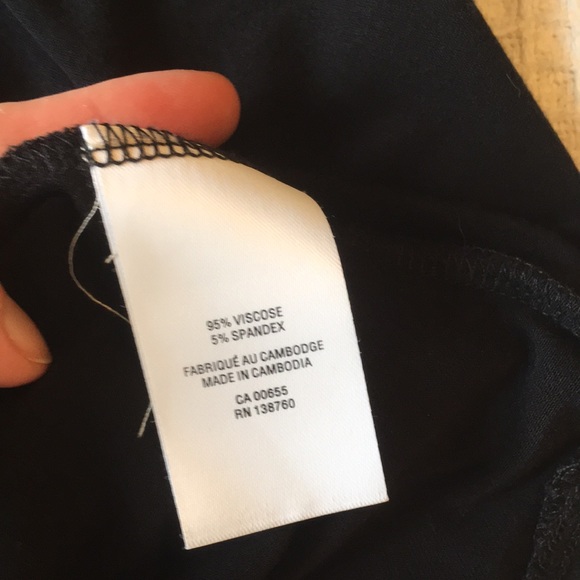 95% VISCOSE
5% SPANDEX
FABRIQUÉ AU CAMBODGE
MADE IN CAMBODIA
CA 00655
RN 138760